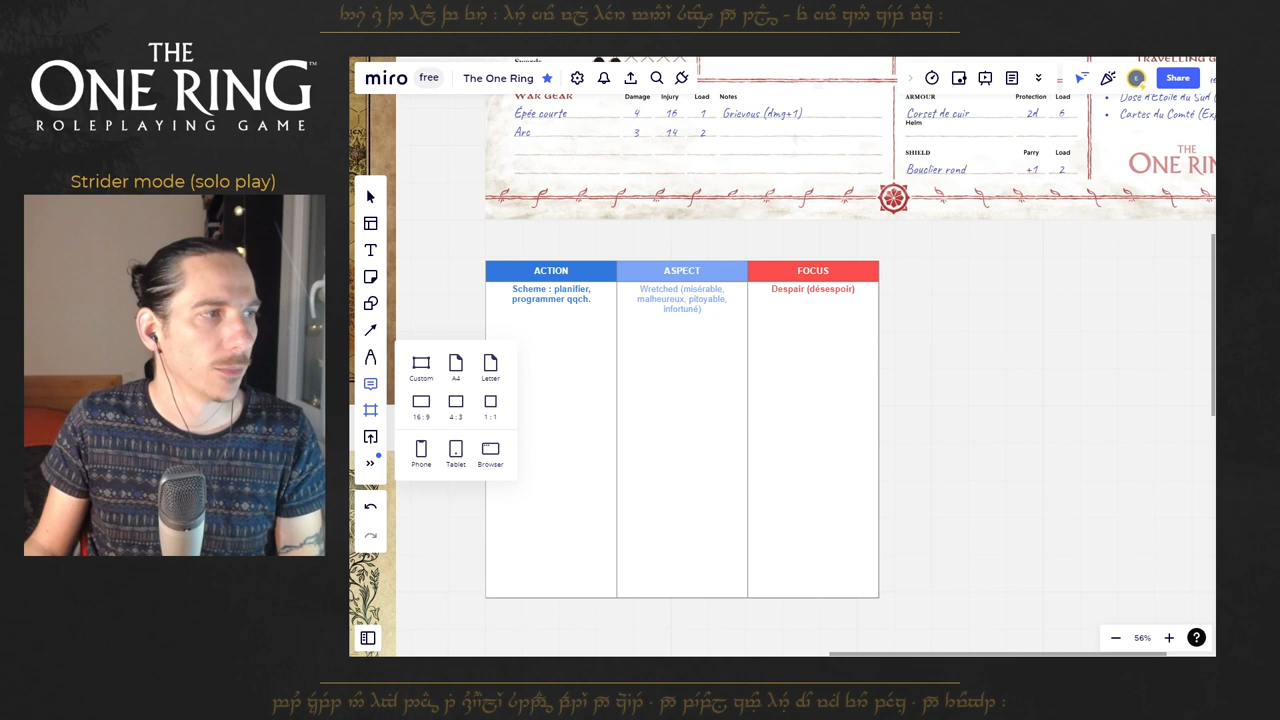 THE
ONE RING™
ROLEPLAYING GAME
Strider mode (solo play)
miro free The One Ring
Share
WAR GEAR Damage Injury Load Notes
Épée courte 4 16 1 Grievous (dmg+1)
Arc 3 14 2
ARMOUR Protection Load
Corset de cuir 2d 6
Helm
SHIELD Parry Load
Bouclier rond +1 2
• Dose d'Étoile du Sud
• Cartes du Comté
THE
ONE RIN
ACTION ASPECT FOCUS
Scheme : planifier,
programmer qqch.
Wretched (misérable,
malheureux, pitoyable,
infortuné)
Despair (désespoir)
Custom A4 Letter
16 : 9 4 : 3 1 : 1
Phone Tablet Browser
56%